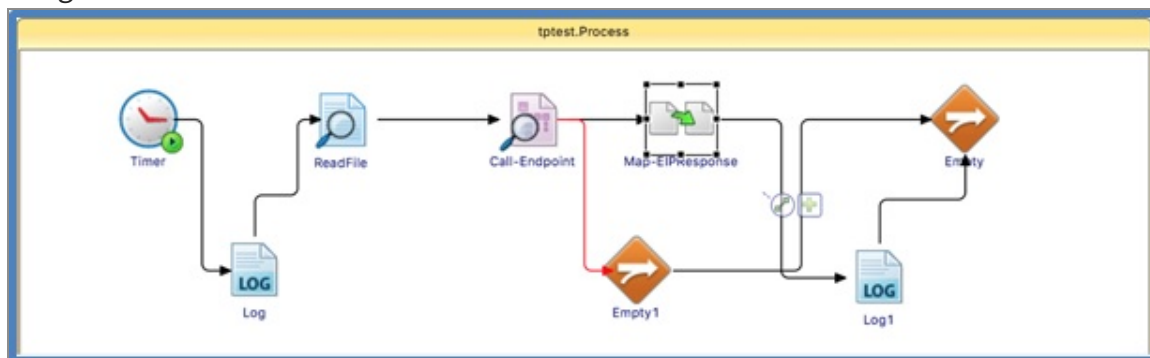 tptest.Process
Timer
ReadFile
Call-Endpoint
Map-EIPResponse
Empty
LOG
Log
Empty1
LOG
Log1